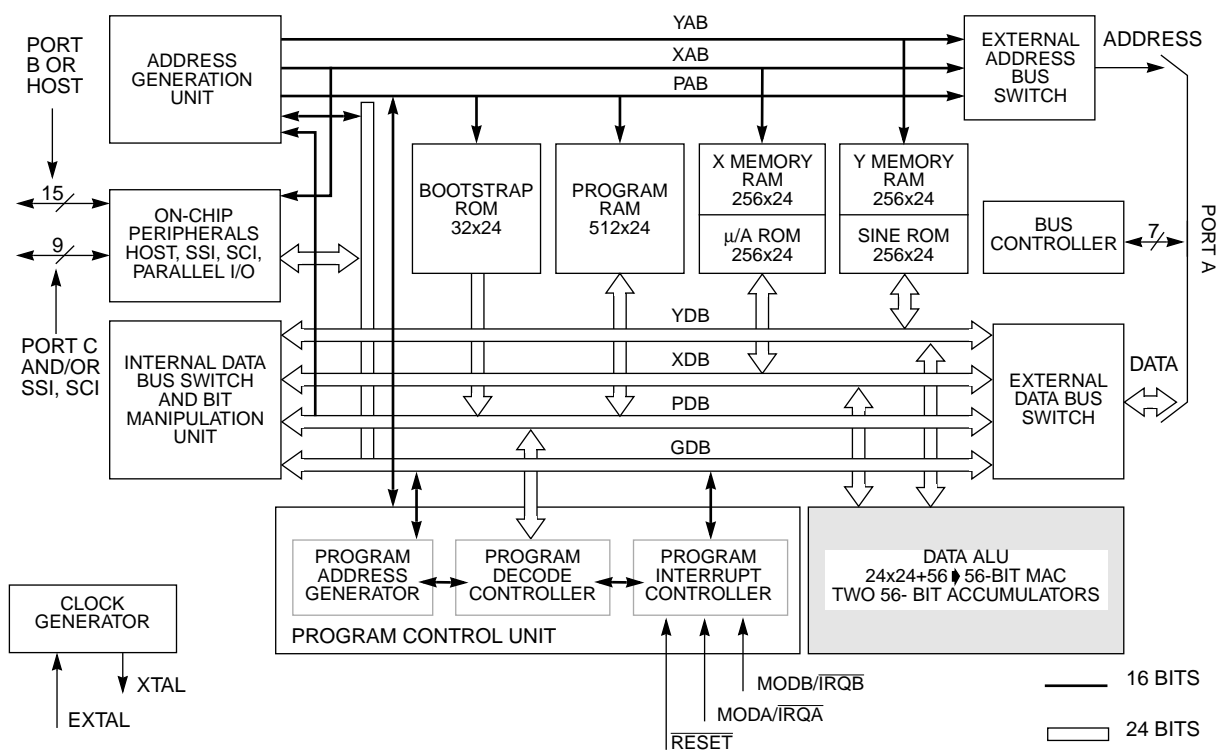 YAB
XAB
PAB
PORT
B OR
HOST
ADDRESS
GENERATION
UNIT
EXTERNAL
ADDRESS
BUS
SWITCH
ADDRESS
15
9
ON-CHIP
PERIPHERALS
HOST, SSI, SCI,
PARALLEL I/O
BOOTSTRAP
ROM
32x24
PROGRAM
RAM
512x24
X MEMORY
RAM
256x24
μ/A ROM
256x24
Y MEMORY
RAM
256x24
SINE ROM
256x24
BUS
CONTROLLER
7
PORT A
PORT C
AND/OR
SSI, SCI
INTERNAL DATA
BUS SWITCH
AND BIT
MANIPULATION
UNIT
YDB
XDB
PDB
GDB
EXTERNAL
DATA BUS
SWITCH
DATA
PROGRAM
ADDRESS
GENERATOR
PROGRAM
DECODE
CONTROLLER
PROGRAM
INTERRUPT
CONTROLLER
PROGRAM CONTROL UNIT
DATA ALU
24x24+56 56-BIT MAC
TWO 56- BIT ACCUMULATORS
CLOCK
GENERATOR
XTAL
EXTAL
MODB/IRQB
MODA/IRQA
RESET
16 BITS
24 BITS